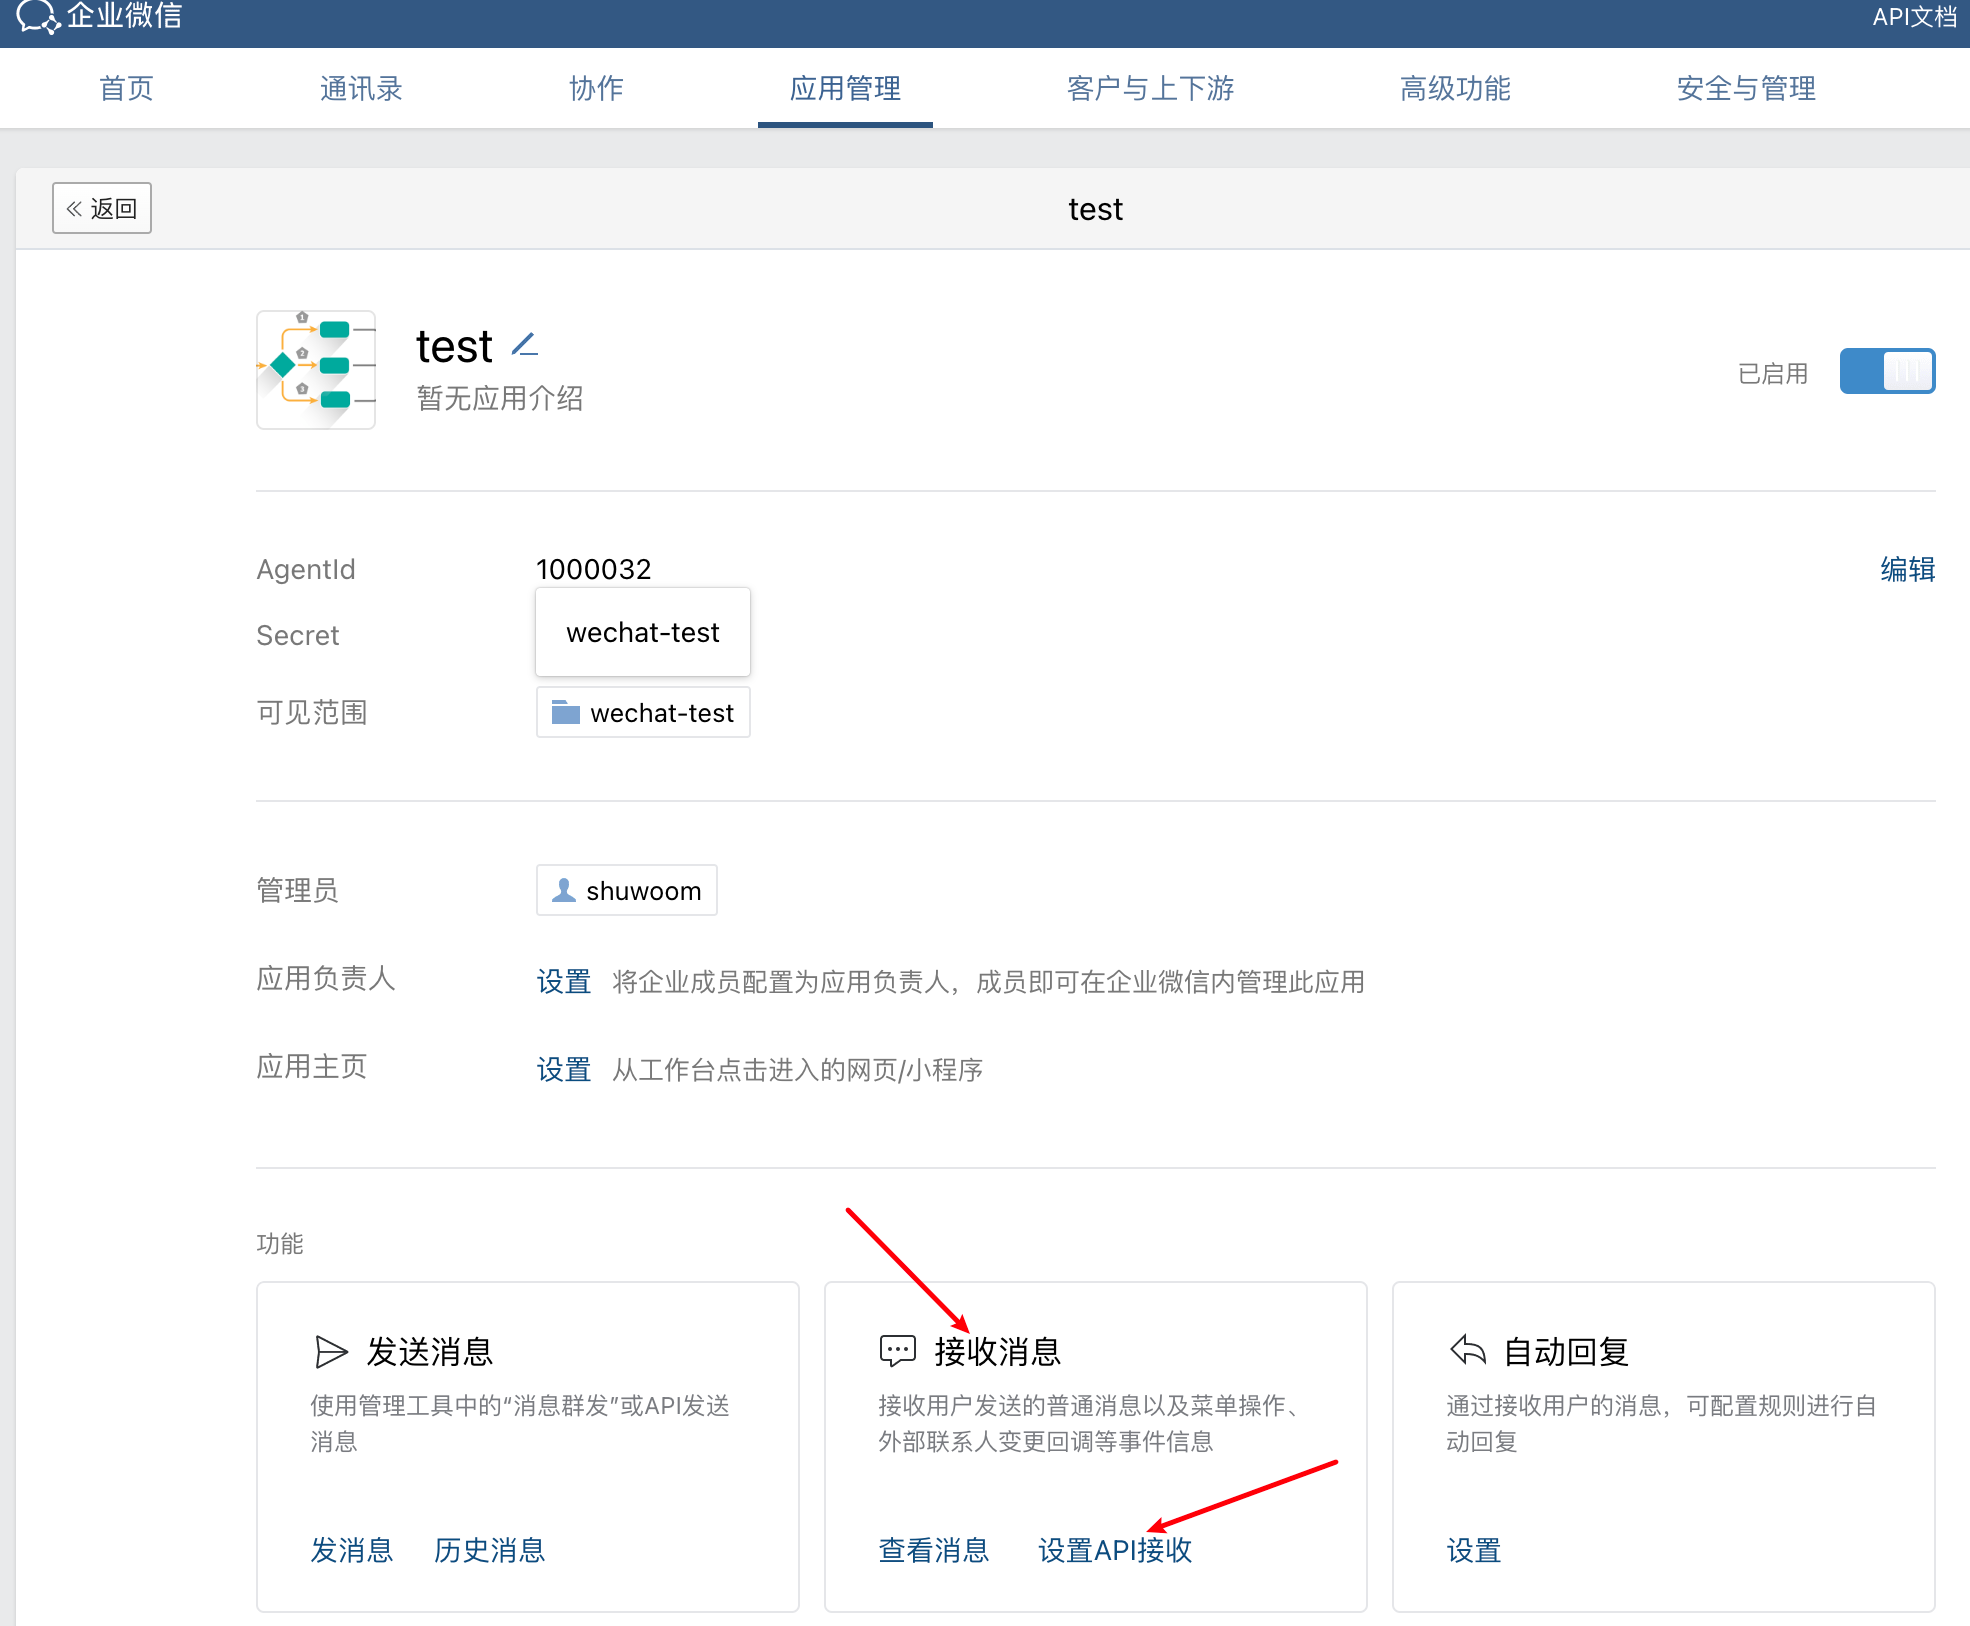 企业微信
API文档
首页
通讯录
协作
应用管理
客户与上下游
高级功能
安全与管理
返回
test
1
2
3
test
暂无应用介绍
已启用
AgentId
1000032
编辑
Secret
wechat-test
可见范围
wechat-test
管理员
shuwoom
应用负责人
设置 将企业成员配置为应用负责人，成员即可在企业微信内管理此应用
应用主页
设置 从工作台点击进入的网页/小程序
功能
发送消息
使用管理工具中的“消息群发”或API发送
消息
发消息 历史消息
接收消息
接收用户发送的普通消息以及菜单操作、
外部联系人变更回调等事件信息
查看消息 设置API接收
自动回复
通过接收用户的消息，可配置规则进行自
动回复
设置